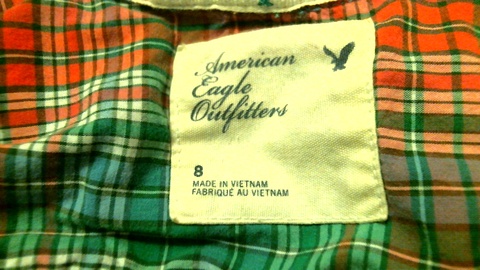 American
Eagle
Outfitters
8
MADE IN VIETNAM
FABRIQUÉ AU VIETNAM